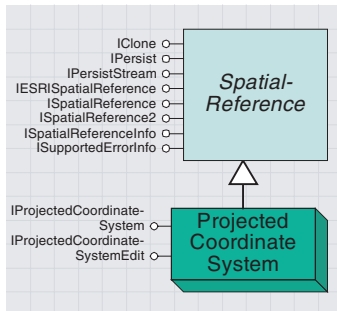 IClone
IPersist
IPersistStream
IESRISpatialReference
ISpatialReference
ISpatialReference2
ISpatialReferenceInfo
ISupportedErrorInfo
Spatial-
Reference
IProjectedCoordinate-
System
IProjectedCoordinate-
SystemEdit
Projected
Coordinate
System